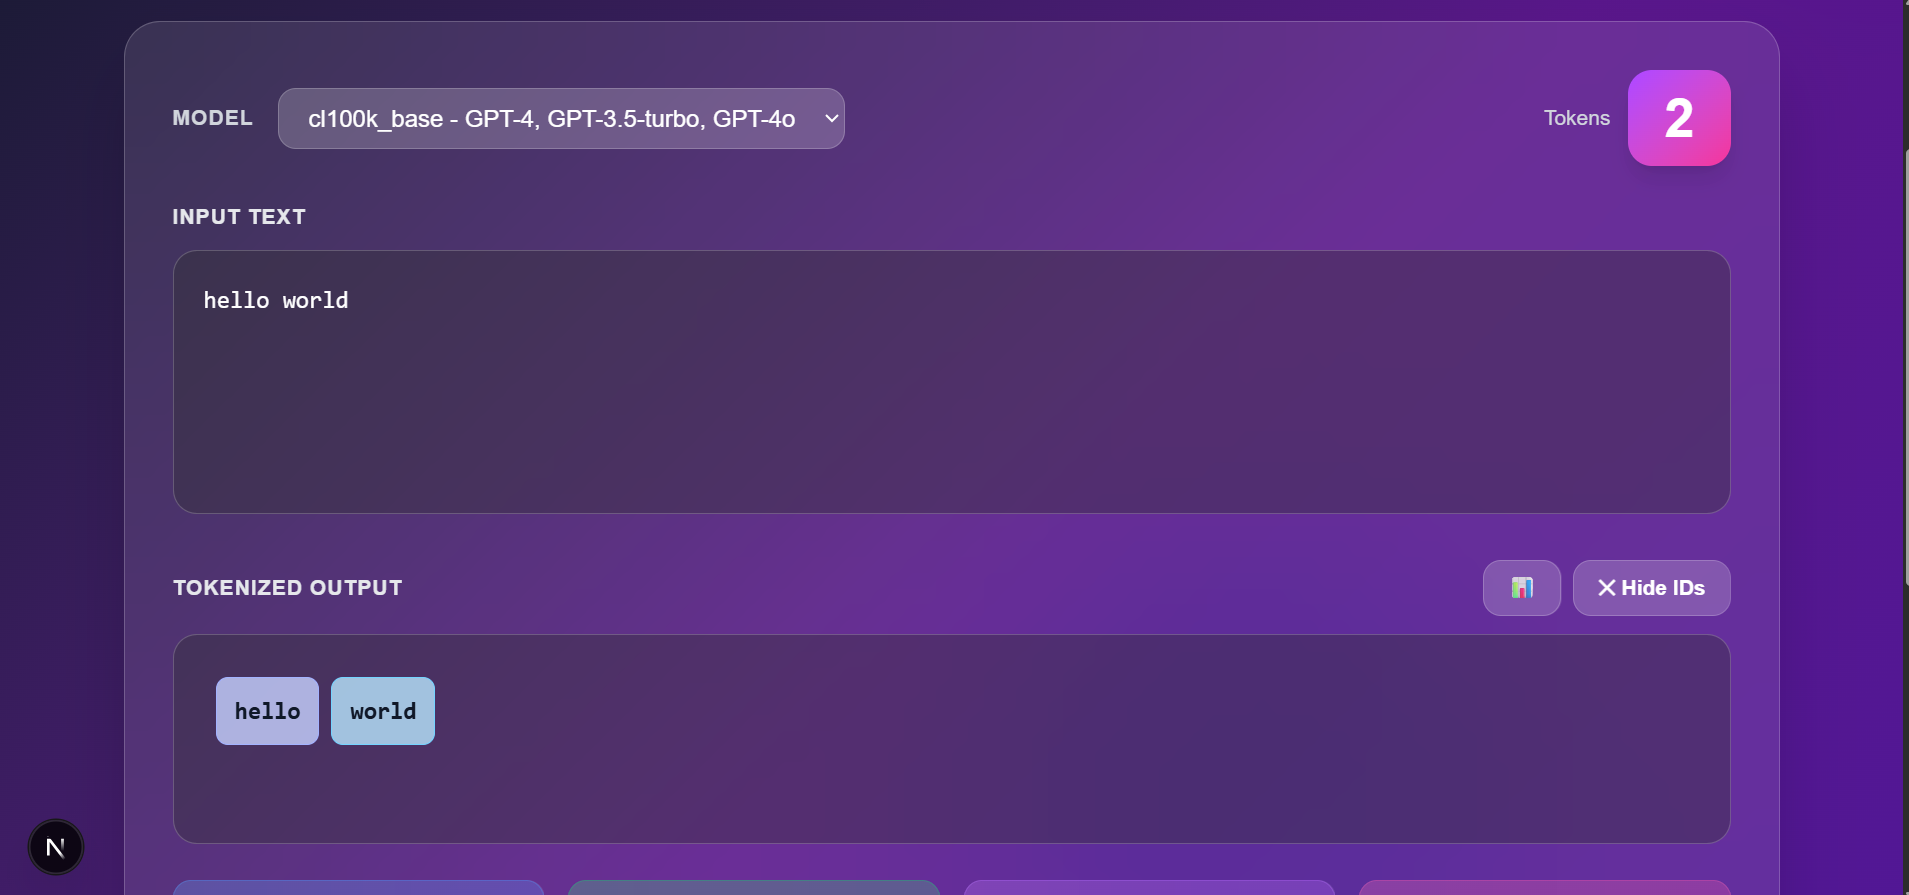 MODEL cl100k_base - GPT-4, GPT-3.5-turbo, GPT-4o Tokens 2
INPUT TEXT
hello world
TOKENIZED OUTPUT 📊 ✕ Hide IDs
hello world
N